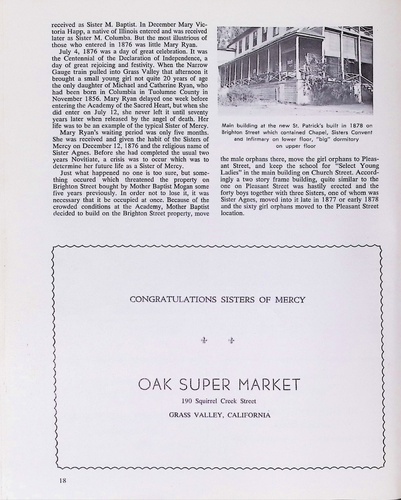 received as Sister M. Baptist. In December Mary Vic-
toria Happ, a native of Illinois entered and was received
later as Sister M. Columba. But the most illustrious of
those who entered in 1876 was little Mary Ryan.
July 4, 1876 was a day of great celebration. It was
the Centennial of the Declaration of Independence, a
day of great rejoicing and festivity. When the Narrow
Gauge train pulled into Grass Valley that afternoon it
brought a small young girl not quite 20 years of age
the only daughter of Michael and Catherine Ryan, who
had been born in Columbia in Tuolumne County in
November 1856. Mary Ryan delayed one week before
entering the Academy of the Sacred Heart, but when she
did enter on July 12, she never left it until seventy
years later when released by the angel of death. Her
life was to be an example of the typical Sister of Mercy.
Mary Ryan's waiting period was only five months.
She was received and given the habit of the Sisters of
Mercy on December 12, 1876 and the religious name of
Sister Agnes. Before she had completed the usual two
years Novitiate, a crisis was to occur which was to
determine her future life as a Sister of Mercy.
Just what happened no one is too sure, but some-
thing occured which threatened the property on
Brighton Street bought by Mother Baptist Mogan some
five years previously. In order not to lose it, it was
necessary that it be occupied at once. Because of the
crowded conditions at the Academy, Mother Baptist
decided to build on the Brighton Street property, move
Main building at the new St. Patrick's built in 1878 on
Brighton Street which contained Chapel, Sisters Convent
and Infirmary on lower floor, "big" dormitory
on upper floor
the male orphans there, move the girl orphans to Pleas-
ant Street, and keep the school for "Select Young
Ladies" in the main building on Church Street. Accord-
ingly a two story frame building, quite similar to the
one on Pleasant Street was hastily erected and the
forty boys together with three Sisters, one of whom was
Sister Agnes, moved into it late in 1877 or early 1878
and the sixty girl orphans moved to the Pleasant Street
location.
CONGRATULATIONS SISTERS OF MERCY
OAK SUPER MARKET
190 Squirrel Creek Street
GRASS VALLEY, CALIFORNIA
18